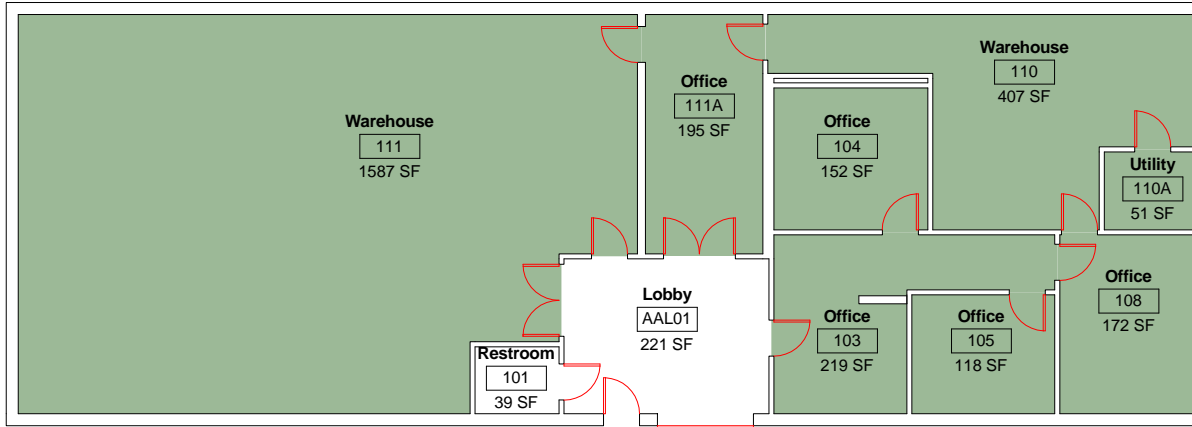 Warehouse
111
1587 SF
Office
111A
195 SF
Warehouse
110
407 SF
Office
104
152 SF
Utility
110A
51 SF
Lobby
AAL01
221 SF
Restroom
101
39 SF
Office
103
219 SF
Office
105
118 SF
Office
108
172 SF